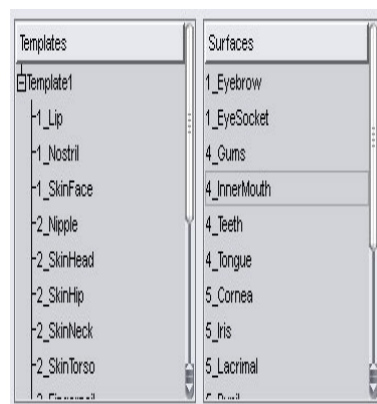 Templates
Template1
1_Lip
1_Nostril
1_SkinFace
2_Nipple
2_SkinHead
2_SkinHip
2_SkinNeck
2_SkinTorso
Surfaces
1_Eyebrow
1_EyeSocket
4_Gums
4_InnerMouth
4_Teeth
4_Tongue
5_Cornea
5_Iris
5_Lacrimal